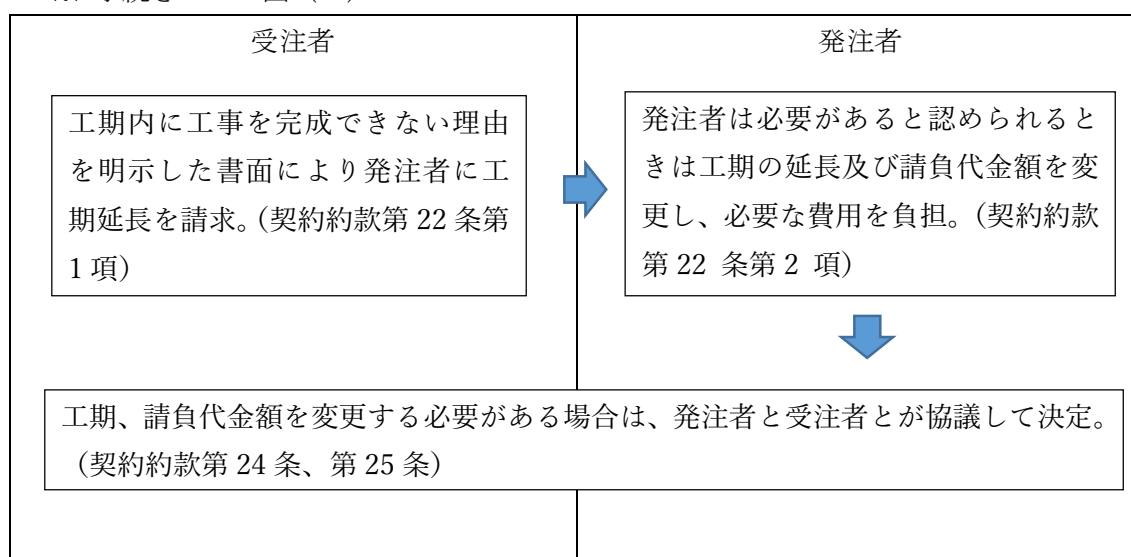 受注者
発注者
工期内に工事を完成できない理由
を明示した書面により発注者に工
期延長を請求。(契約約款第 22 条第
1 項)
発注者は必要があると認められると
きは工期の延長及び請負代金額を変
更し、必要な費用を負担。(契約約款
第 22 条第 2 項)
工期、請負代金額を変更する必要がある場合は、発注者と受注者とが協議して決定。
(契約約款第 24 条、第 25 条)